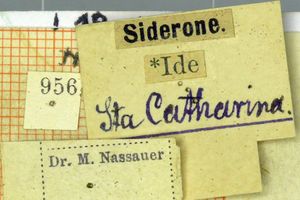 Siderone.
*Ide
956.
Sta Catharina.
Dr. M. Nassauer